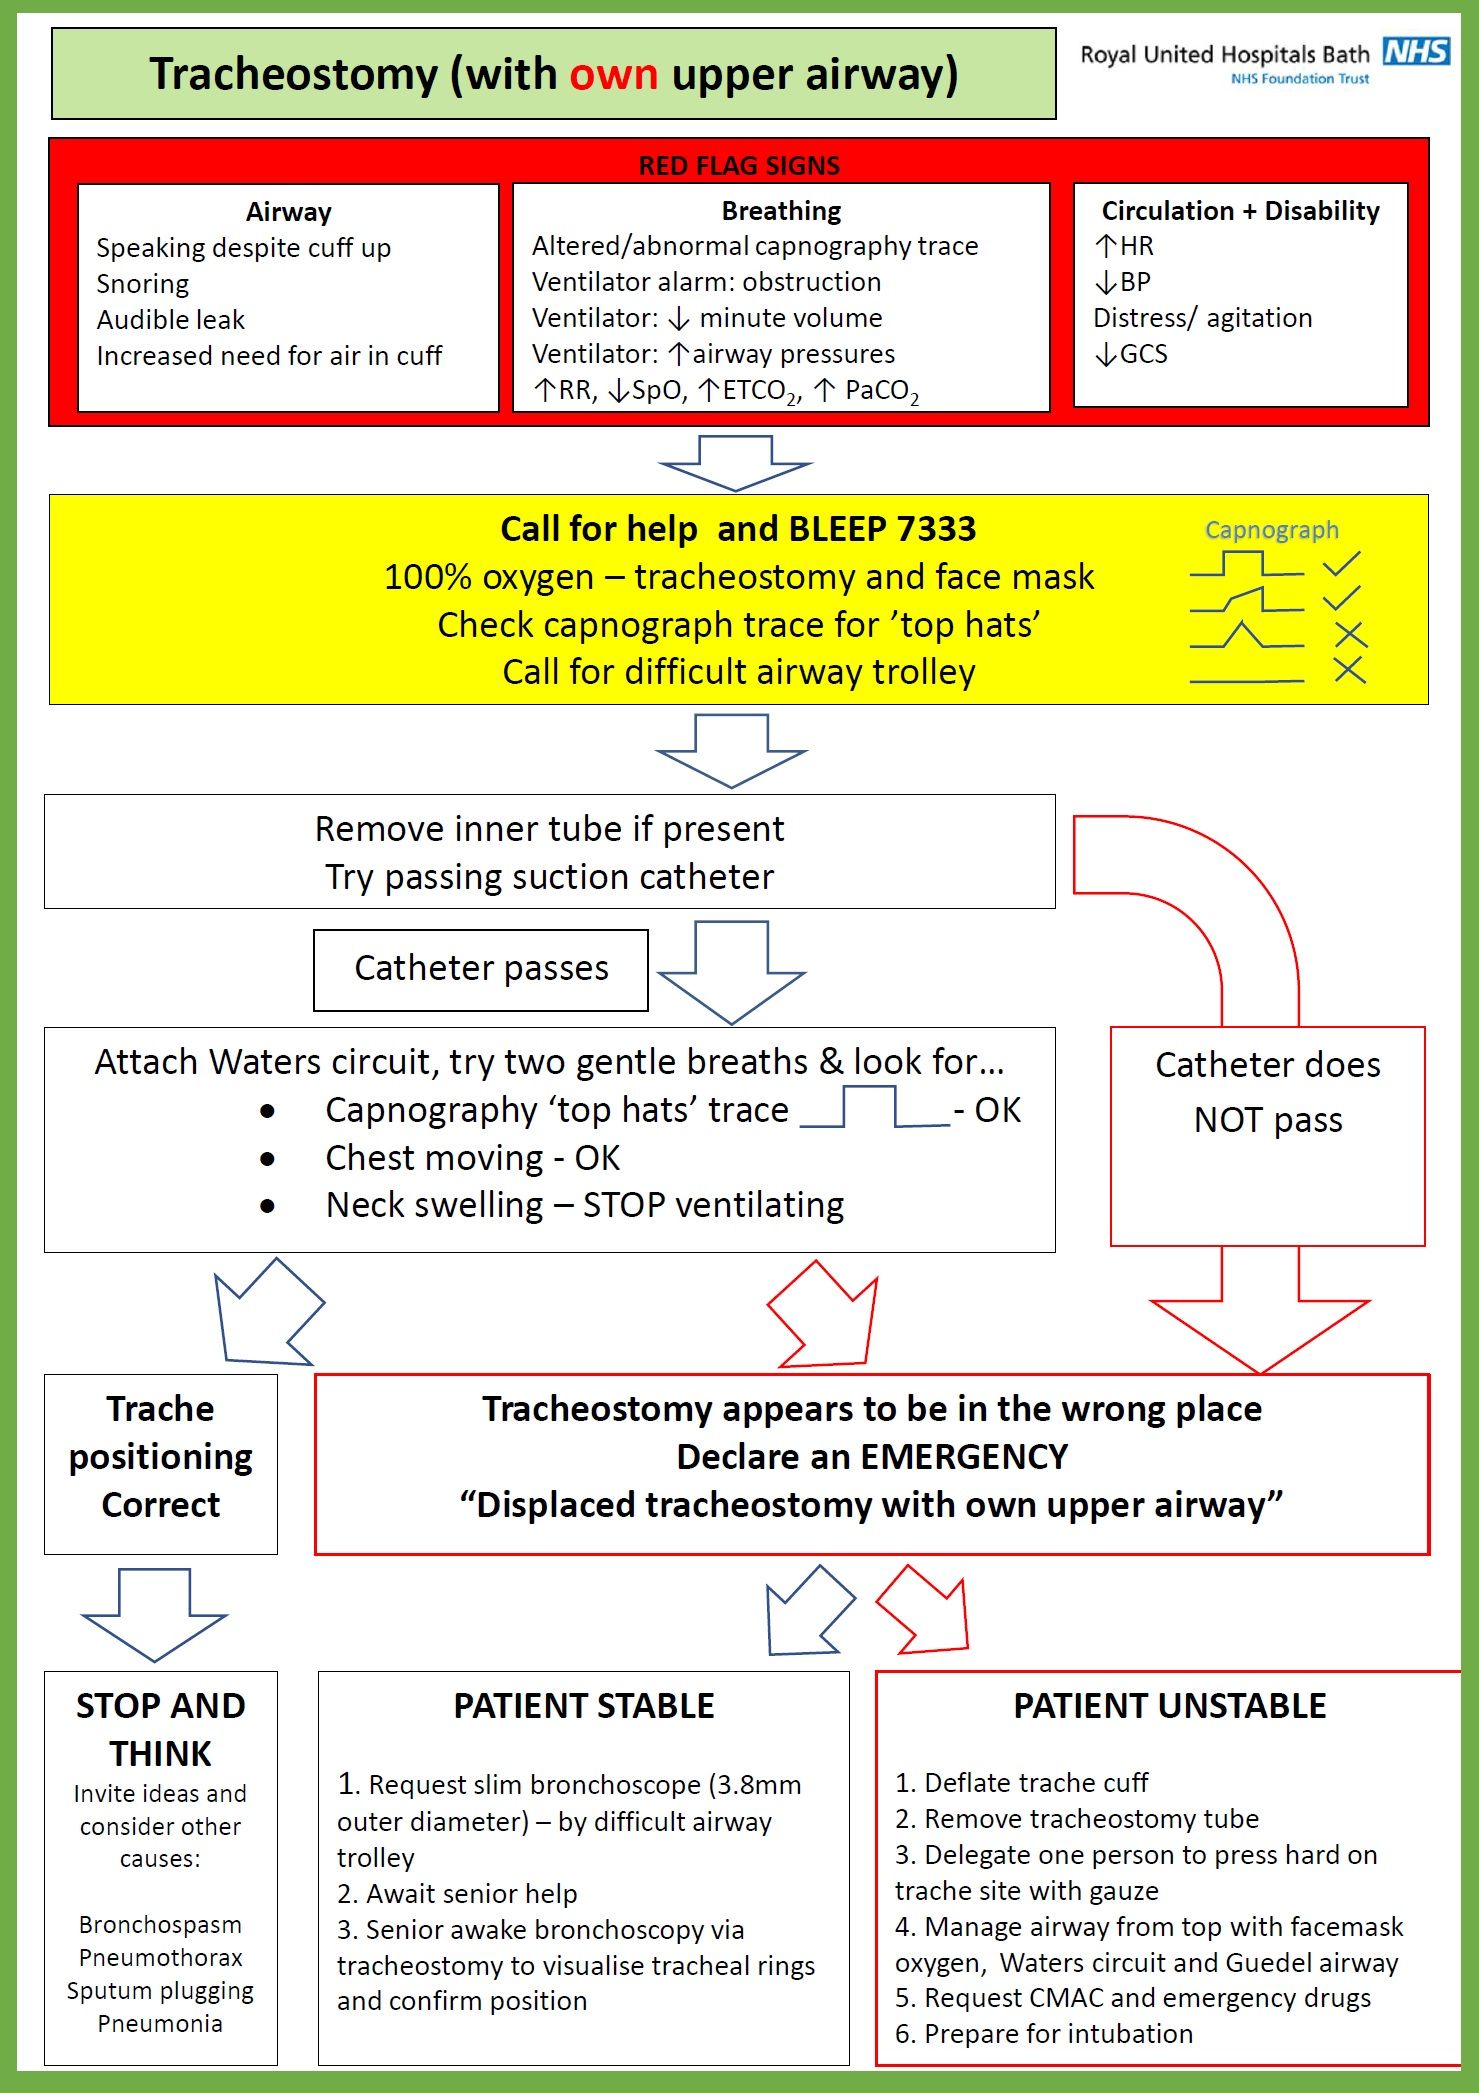 Tracheostomy (with own upper airway)
Royal United Hospitals Bath NHS
NHS Foundation Trust
RED FLAG SIGNS
Airway
Speaking despite cuff up
Snoring
Audible leak
Increased need for air in cuff
Breathing
Altered/abnormal capnography trace
Ventilator alarm: obstruction
Ventilator: ↓ minute volume
Ventilator: ↑airway pressures
↑RR, ↓SpO, ↑ETCO₂, ↑ PaCO₂
Circulation + Disability
↑HR
↓BP
Distress/ agitation
↓GCS
Call for help  and BLEEP 7333
100% oxygen – tracheostomy and face mask
Check capnograph trace for ’top hats’
Call for difficult airway trolley
Capnograph
Remove inner tube if present
Try passing suction catheter
Catheter passes
Attach Waters circuit, try two gentle breaths & look for...
• Capnography ‘top hats’ trace - OK
• Chest moving - OK
• Neck swelling – STOP ventilating
Catheter does
NOT pass
Trache
positioning
Correct
Tracheostomy appears to be in the wrong place
Declare an EMERGENCY
“Displaced tracheostomy with own upper airway”
STOP AND
THINK
Invite ideas and
consider other
causes:
Bronchospasm
Pneumothorax
Sputum plugging
Pneumonia
PATIENT STABLE
1. Request slim bronchoscope (3.8mm
outer diameter) – by difficult airway
trolley
2. Await senior help
3. Senior awake bronchoscopy via
tracheostomy to visualise tracheal rings
and confirm position
PATIENT UNSTABLE
1. Deflate trache cuff
2. Remove tracheostomy tube
3. Delegate one person to press hard on
trache site with gauze
4. Manage airway from top with facemask
oxygen,  Waters circuit and Guedel airway
5. Request CMAC and emergency drugs
6. Prepare for intubation